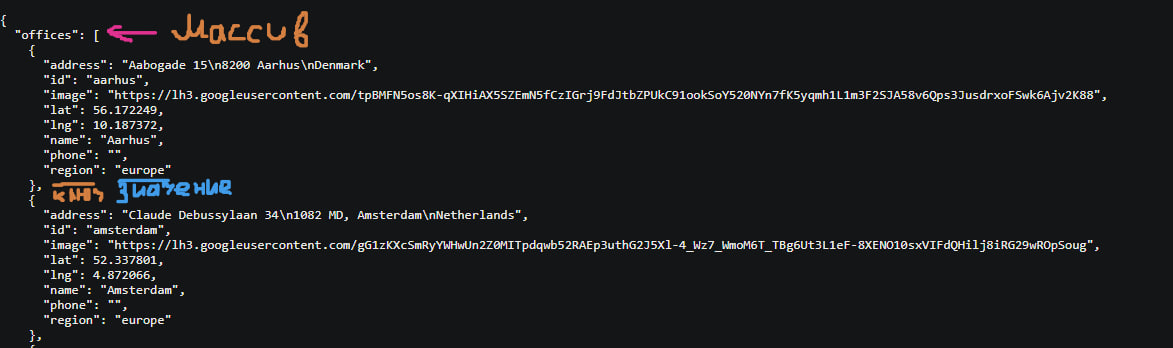 {
"offices": [ ← Массив
{
"address": "Aabogade 15\n8200 Aarhus\nDenmark",
"id": "aarhus",
"image": "https://lh3.googleusercontent.com/tpBMFN5os8K-qXIHiAX5SZEmN5fCzIGrj9FdJtbZPUkC91ookSoY520NYn7fK5yqmh1L1m3F2SJA58v6Qps3JusdrxoFSwk6Ajv2K88",
"lat": 56.172249,
"lng": 10.187372,
"name": "Aarhus",
"phone": "",
"region": "europe"
}, ключ значение
{
"address": "Claude Debussylaan 34\n1082 MD, Amsterdam\nNetherlands",
"id": "amsterdam",
"image": "https://lh3.googleusercontent.com/gG1zKXcSmRyYWHwUn2Z0MITpdqwb52RAEp3uthG2J5Xl-4_Wz7_WmoM6T_TBg6Ut3L1eF-8XENO10sxVIFdQHilj8iRG29wROpSoug",
"lat": 52.337801,
"lng": 4.872066,
"name": "Amsterdam",
"phone": "",
"region": "europe"
},